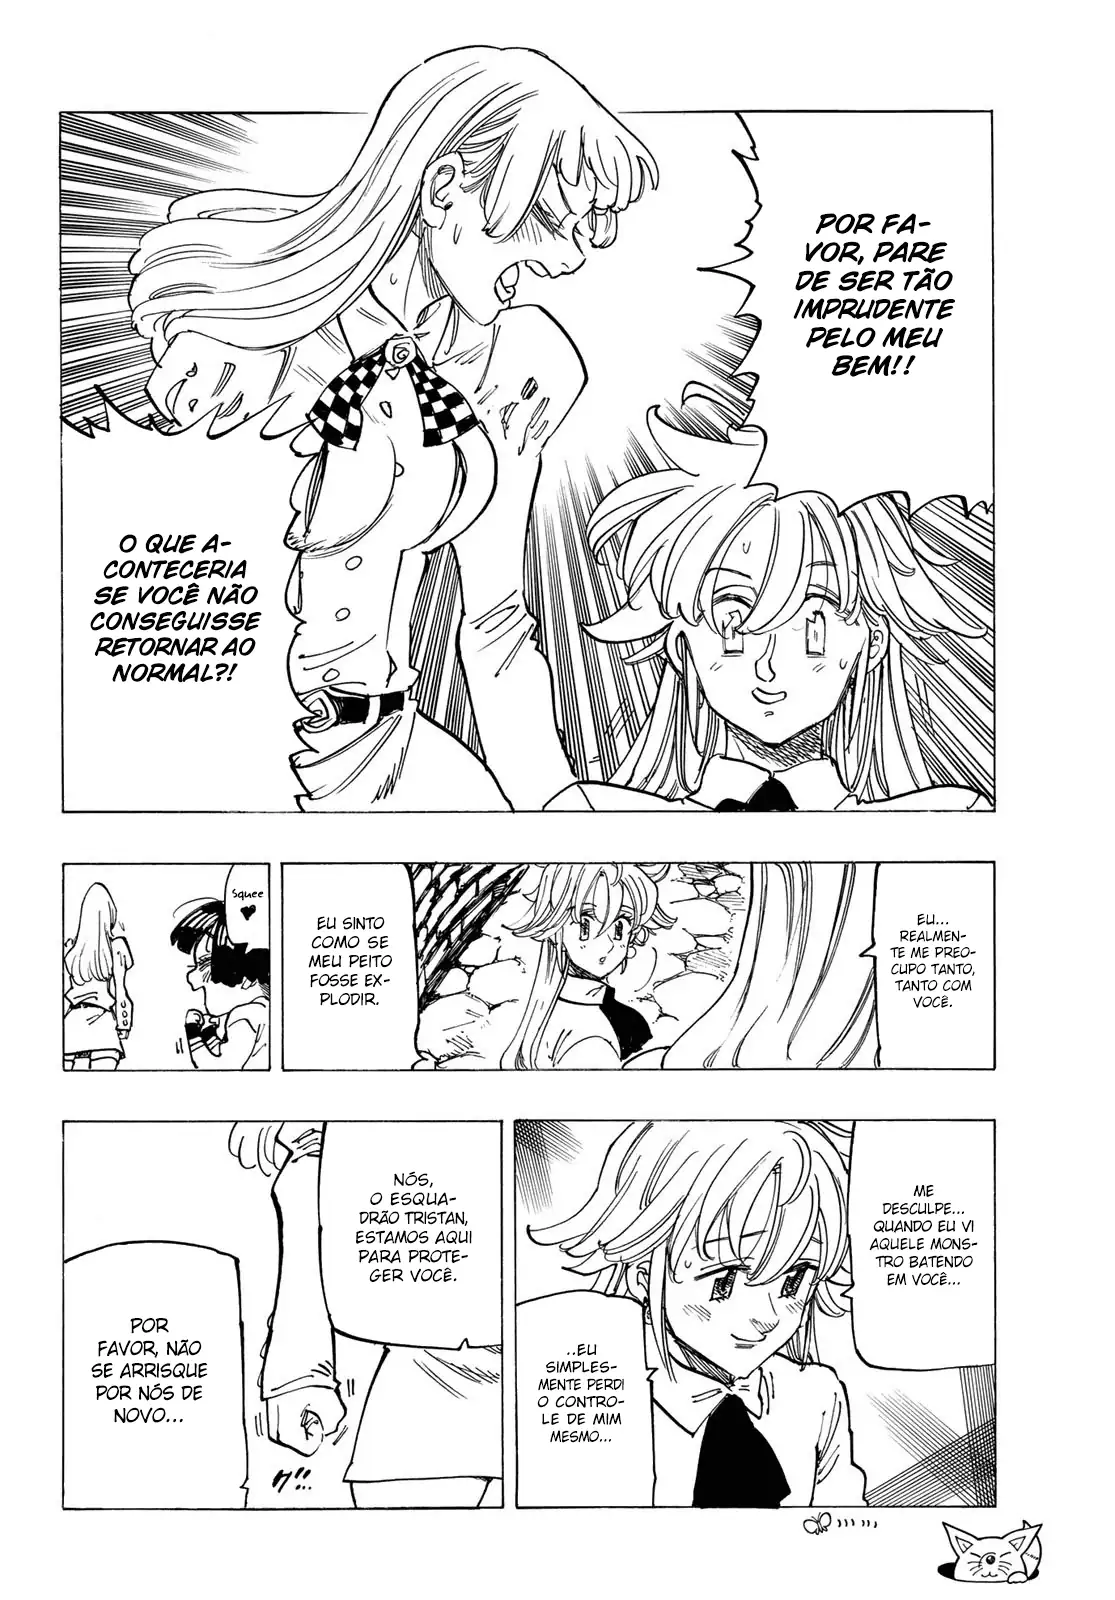 POR FA-
VOR, PARE
DE SER TÃO
IMPRUDENTE
PELO MEU
BEM!!
O QUE A-
CONTECERIA
SE VOCÊ NÃO
CONSEGUISSE
RETORNAR AO
NORMAL?!
EU...
REALMEN-
TE ME PREO-
CUPO TANTO,
TANTO COM
VOCÊ.
EU SINTO
COMO SE
MEU PEITO
FOSSE EX-
PLODIR.
Squee
♥
ME
DESCULPE...
QUANDO EU VI
AQUELE MONS-
TRO BATENDO
EM VOCÊ...
..EU
SIMPLES-
MENTE PERDI
O CONTRO-
LE DE MIM
MESMO...
NÓS,
O ESQUA-
DRÃO TRISTAN,
ESTAMOS AQUI
PARA PROTE-
GER VOCÊ.
POR
FAVOR, NÃO
SE ARRISQUE
POR NÓS DE
NOVO...
グ!!...